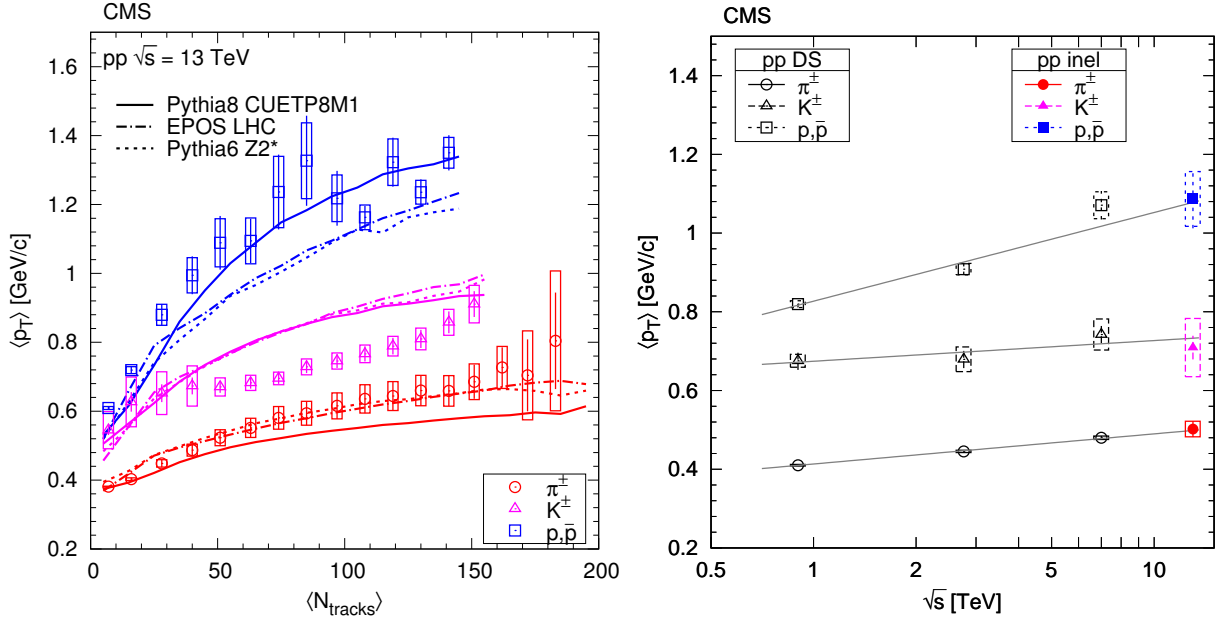 CMS
pp √s = 13 TeV
Pythia8 CUETP8M1
EPOS LHC
Pythia6 Z2*
⟨p_T⟩ [GeV/c]
1.6
1.4
1.2
1
0.8
0.6
0.4
0.2
π±
K±
p,p̄
0
50
100
150
200
⟨N_tracks⟩
CMS
pp DS
π±
K±
p,p̄
pp inel
π±
K±
p,p̄
⟨p_T⟩ [GeV/c]
1.4
1.2
1
0.8
0.6
0.4
0.2
0.5
1
2
5
10
√s [TeV]